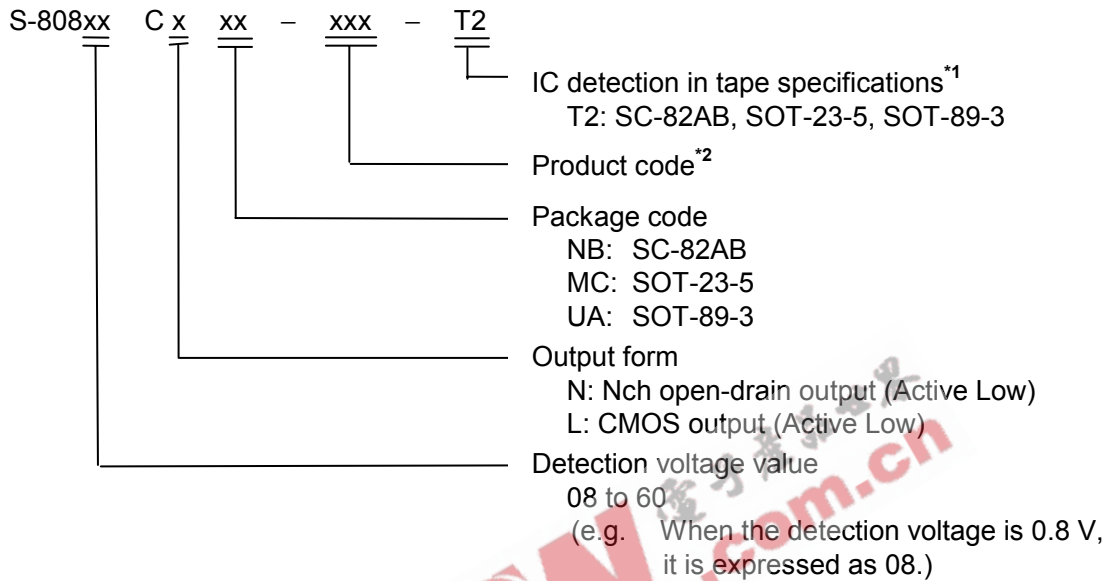 S-808xx C x xx – xxx – T2
IC detection in tape specifications*1
T2: SC-82AB, SOT-23-5, SOT-89-3
Product code*2
Package code
NB: SC-82AB
MC: SOT-23-5
UA: SOT-89-3
Output form
N: Nch open-drain output (Active Low)
L: CMOS output (Active Low)
Detection voltage value
08 to 60
(e.g. When the detection voltage is 0.8 V,
it is expressed as 08.)
.com.cn